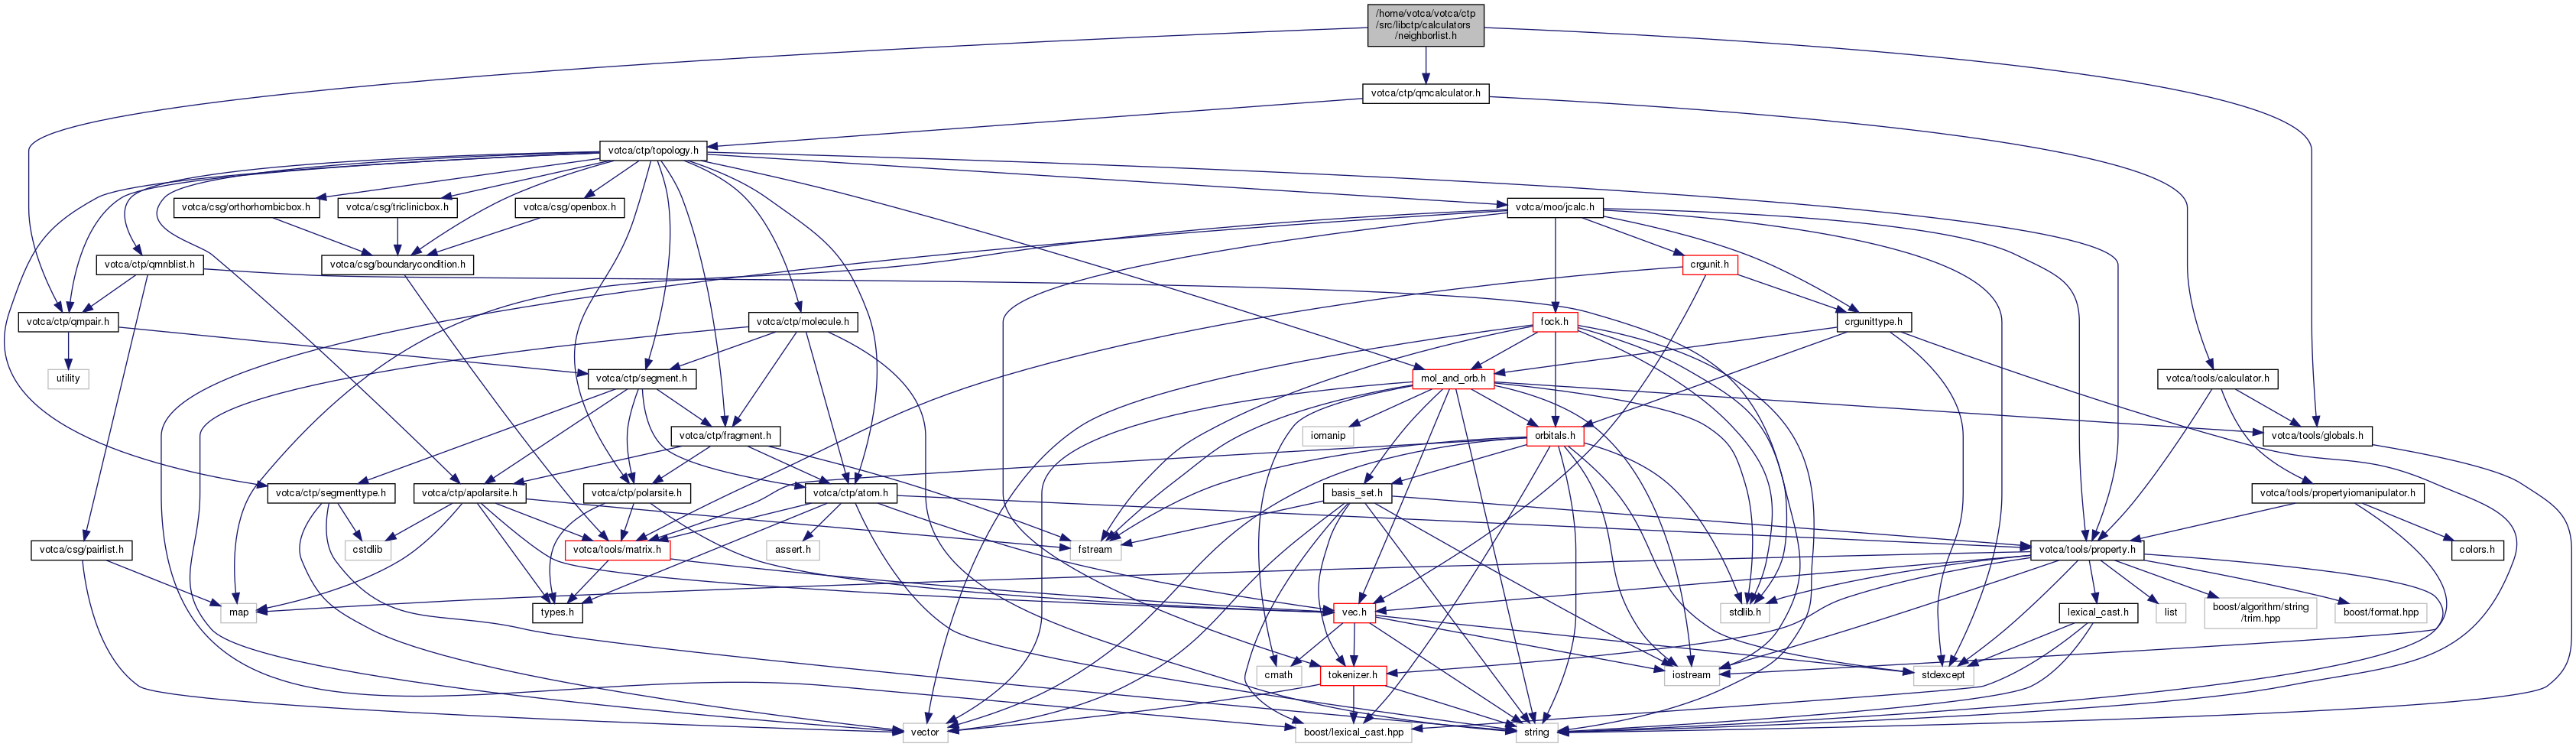 /home/votca/votca/ctp
/src/libctp/calculators
/neighborlist.h
votca/ctp/qmcalculator.h
votca/ctp/topology.h
votca/csg/orthorhombicbox.h
votca/csg/triclinicbox.h
votca/csg/openbox.h
votca/moo/jcalc.h
votca/ctp/qmnblist.h
votca/csg/boundarycondition.h
crgunit.h
votca/ctp/qmpair.h
votca/ctp/molecule.h
fock.h
crgunittype.h
utility
votca/ctp/segment.h
mol_and_orb.h
votca/tools/calculator.h
votca/ctp/fragment.h
iomanip
orbitals.h
votca/tools/globals.h
votca/ctp/segmenttype.h
votca/ctp/apolarsite.h
votca/ctp/polarsite.h
votca/ctp/atom.h
basis_set.h
votca/tools/propertyiomanipulator.h
votca/csg/pairlist.h
cstdlib
votca/tools/matrix.h
assert.h
fstream
votca/tools/property.h
colors.h
map
types.h
vec.h
stdlib.h
lexical_cast.h
list
boost/algorithm/string
/trim.hpp
boost/format.hpp
cmath
tokenizer.h
iostream
stdexcept
vector
boost/lexical_cast.hpp
string